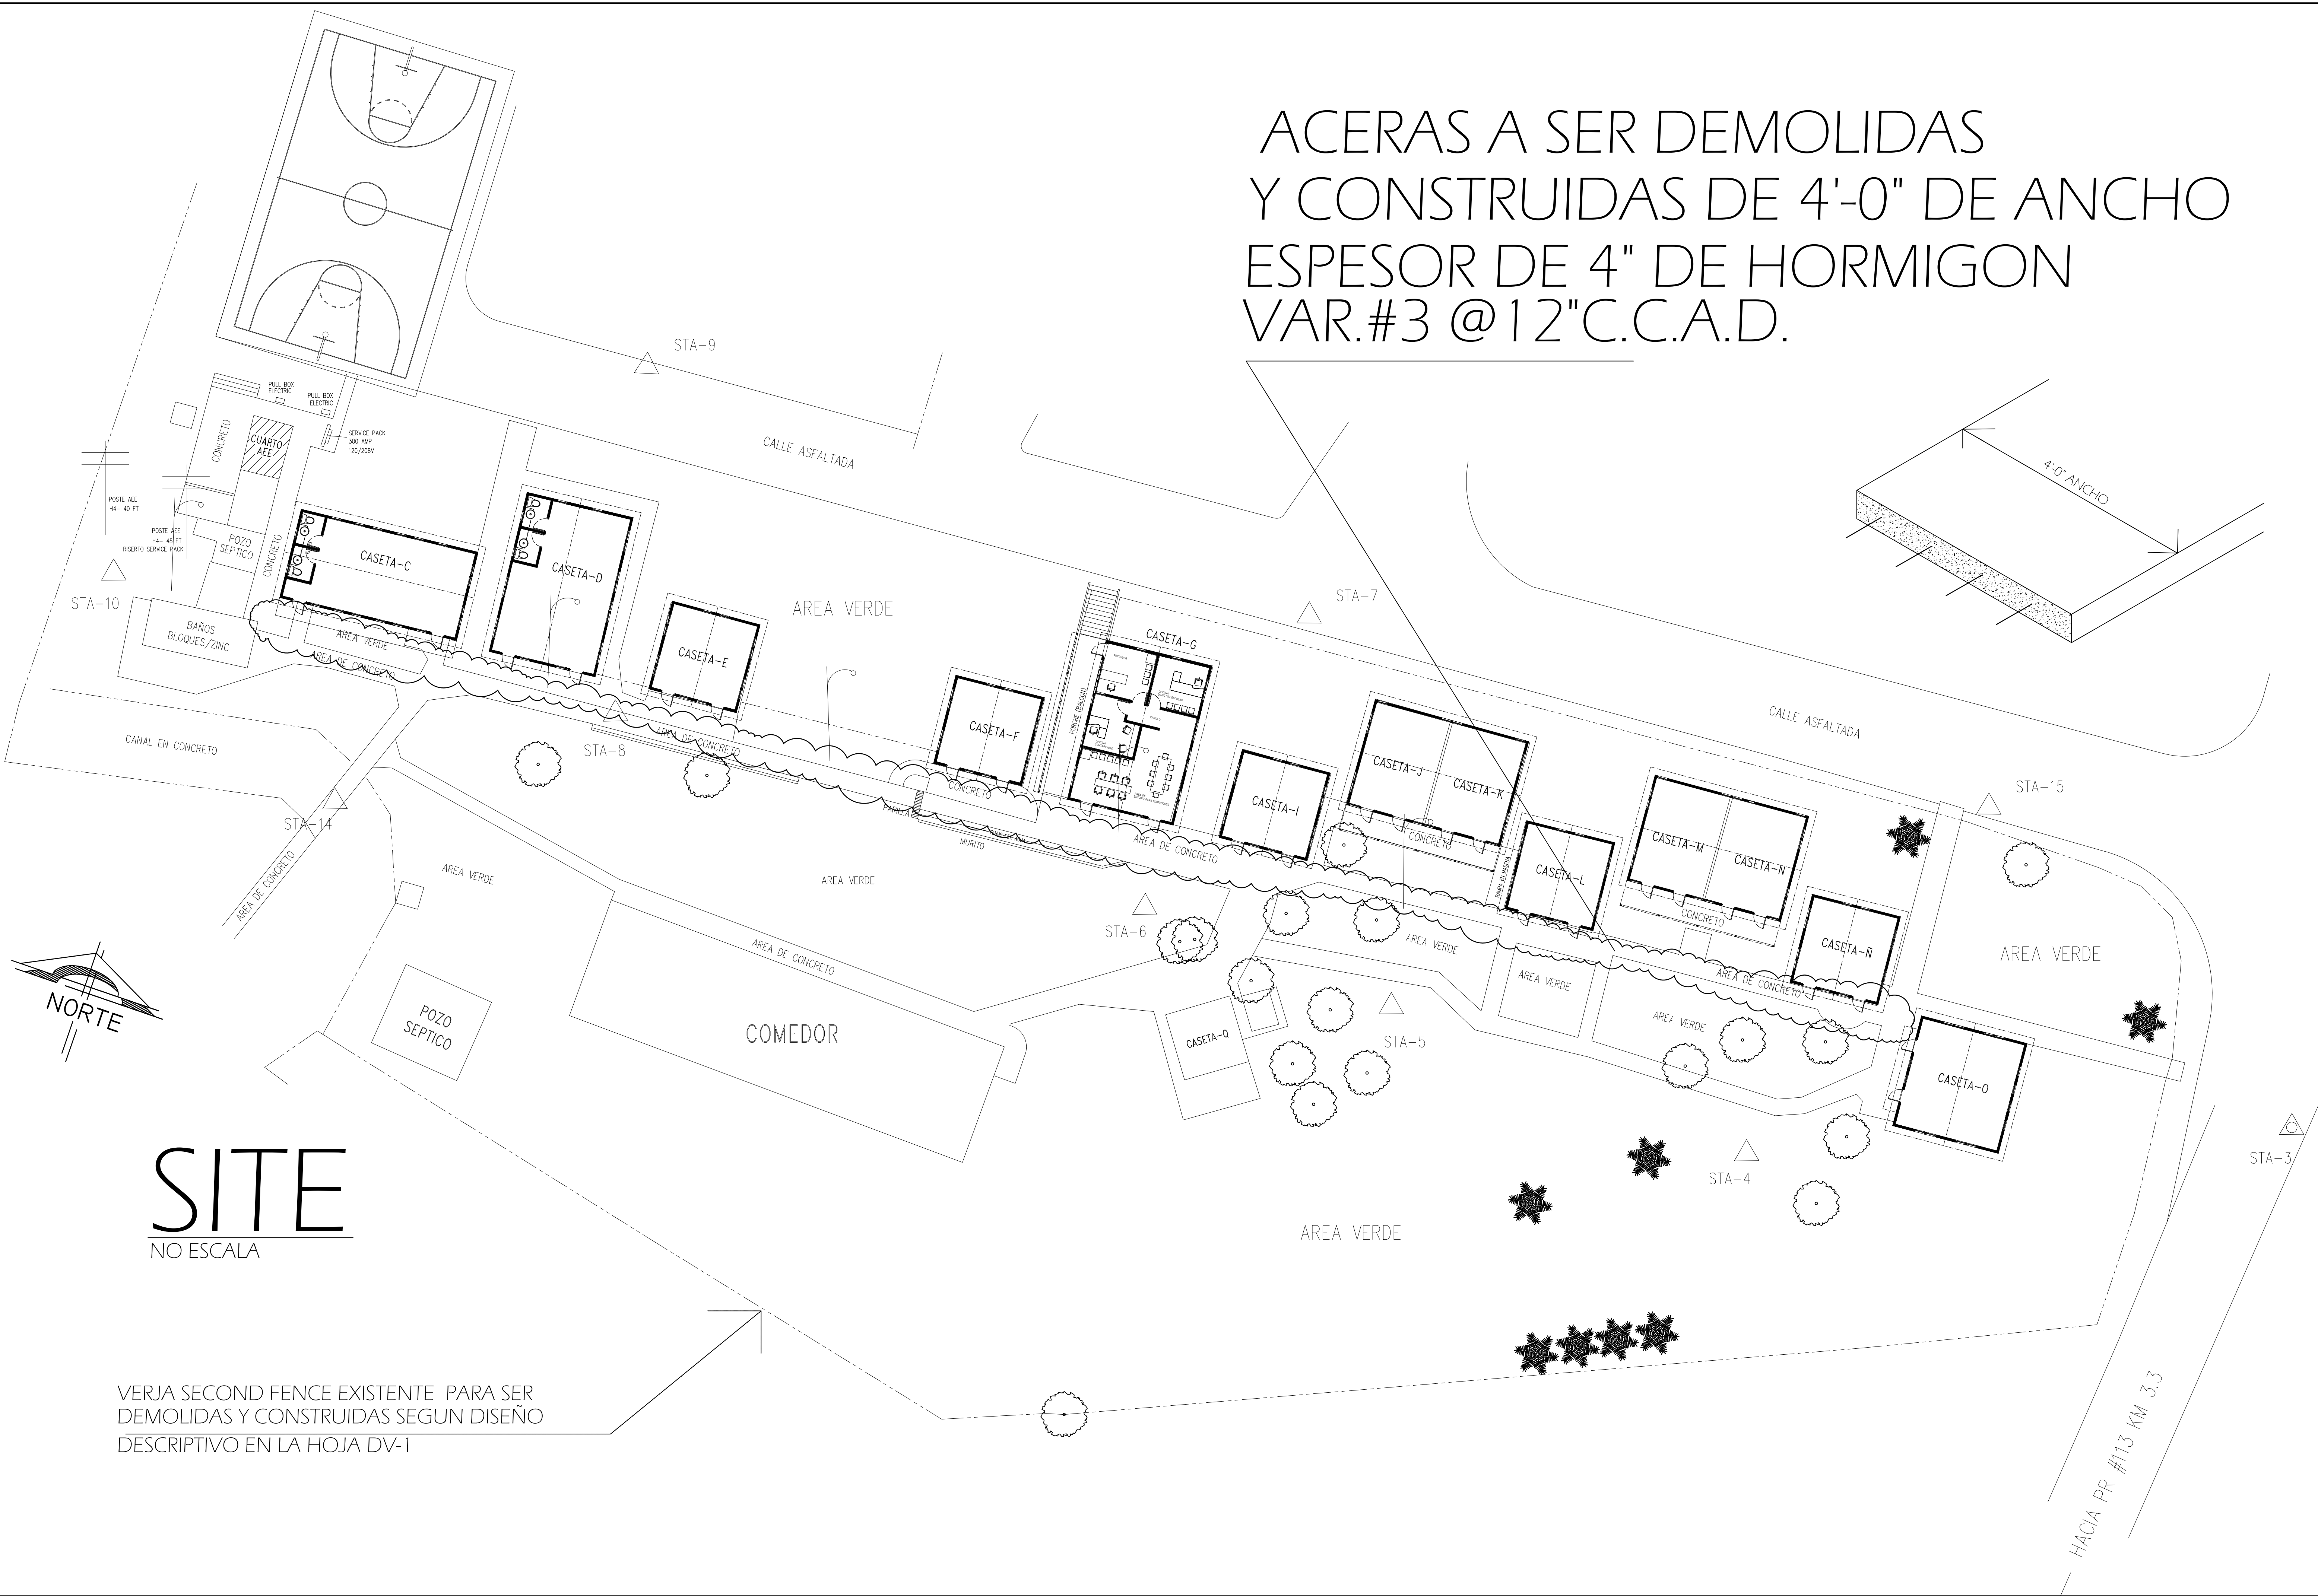 ACERAS A SER DEMOLIDAS
Y CONSTRUIDAS DE 4'-0" DE ANCHO
ESPESOR DE 4" DE HORMIGON
VAR.#3 @12"C.C.A.D.
4'-0" ANCHO
STA-9
CALLE ASFALTADA
PULL BOX
ELECTRIC
PULL BOX
ELECTRIC
SERVICE PACK
300 AMP
120/208V
CONCRETO
CUARTO
AEE
POSTE AEE
H4- 40 FT
POSTE AEE
H4- 45 FT
RISERTO SERVICE PACK
POZO
SEPTICO
CONCRETO
STA-10
BAÑOS
BLOQUES/ZINC
CASETA-C
CASETA-D
AREA VERDE
AREA DE CONCRETO
CASETA-E
AREA VERDE
STA-7
CASETA-G
PORCHE (BALCON)
CASETA-F
CANAL EN CONCRETO
STA-8
AREA DE CONCRETO
CONCRETO
PARILLA
MURITO
AREA DE CONCRETO
CASETA-I
CASETA-J
CASETA-K
CONCRETO
RAMPA EN MADERA
CASETA-L
CASETA-M
CASETA-N
CONCRETO
CASETA-Ñ
AREA DE CONCRETO
CALLE ASFALTADA
STA-15
AREA VERDE
STA-14
AREA DE CONCRETO
AREA VERDE
AREA VERDE
STA-6
AREA VERDE
AREA VERDE
AREA VERDE
AREA DE CONCRETO
NORTE
POZO
SEPTICO
COMEDOR
CASETA-Q
STA-5
CASETA-O
STA-4
STA-3
AREA VERDE
SITE
NO ESCALA
VERJA SECOND FENCE EXISTENTE PARA SER
DEMOLIDAS Y CONSTRUIDAS SEGUN DISEÑO
DESCRIPTIVO EN LA HOJA DV-1
HACIA PR #113 KM 3.3